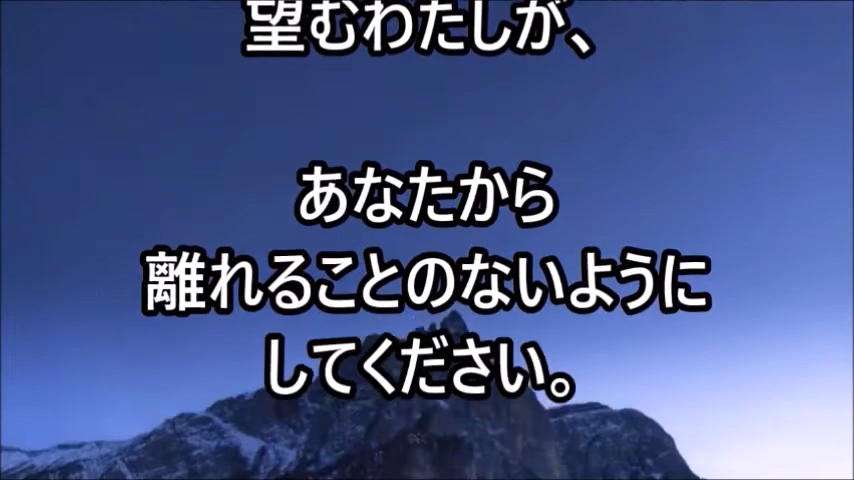 望むわたしが、
あなたから
離れることのないように
してください。